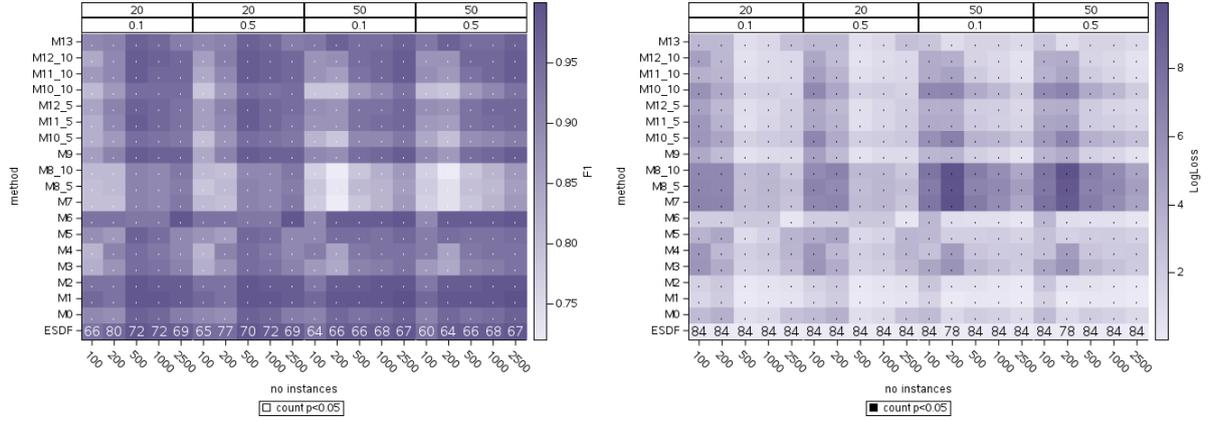 20 20 50 50
0.1 0.5 0.1 0.5
M13
M12_10
M11_10
M10_10
M12_5
M11_5
M10_5
M9
M8_10
M8_5
M7
M6
M5
M4
M3
M2
M1
M0
ESDF 66 80 72 72 69 65 77 70 72 69 64 66 66 68 67 60 64 66 68 67
100 200 500 1000 2500 100 200 500 1000 2500 100 200 500 1000 2500 100 200 500 1000 2500
method
no instances
count p<0.05
0.95
0.90
0.85
0.80
0.75
F1
20 20 50 50
0.1 0.5 0.1 0.5
M13
M12_10
M11_10
M10_10
M12_5
M11_5
M10_5
M9
M8_10
M8_5
M7
M6
M5
M4
M3
M2
M1
M0
ESDF 84 84 84 84 84 84 84 84 84 84 84 78 84 84 84 84 78 84 84 84
100 200 500 1000 2500 100 200 500 1000 2500 100 200 500 1000 2500 100 200 500 1000 2500
method
no instances
count p<0.05
8
6
4
2
LogLoss